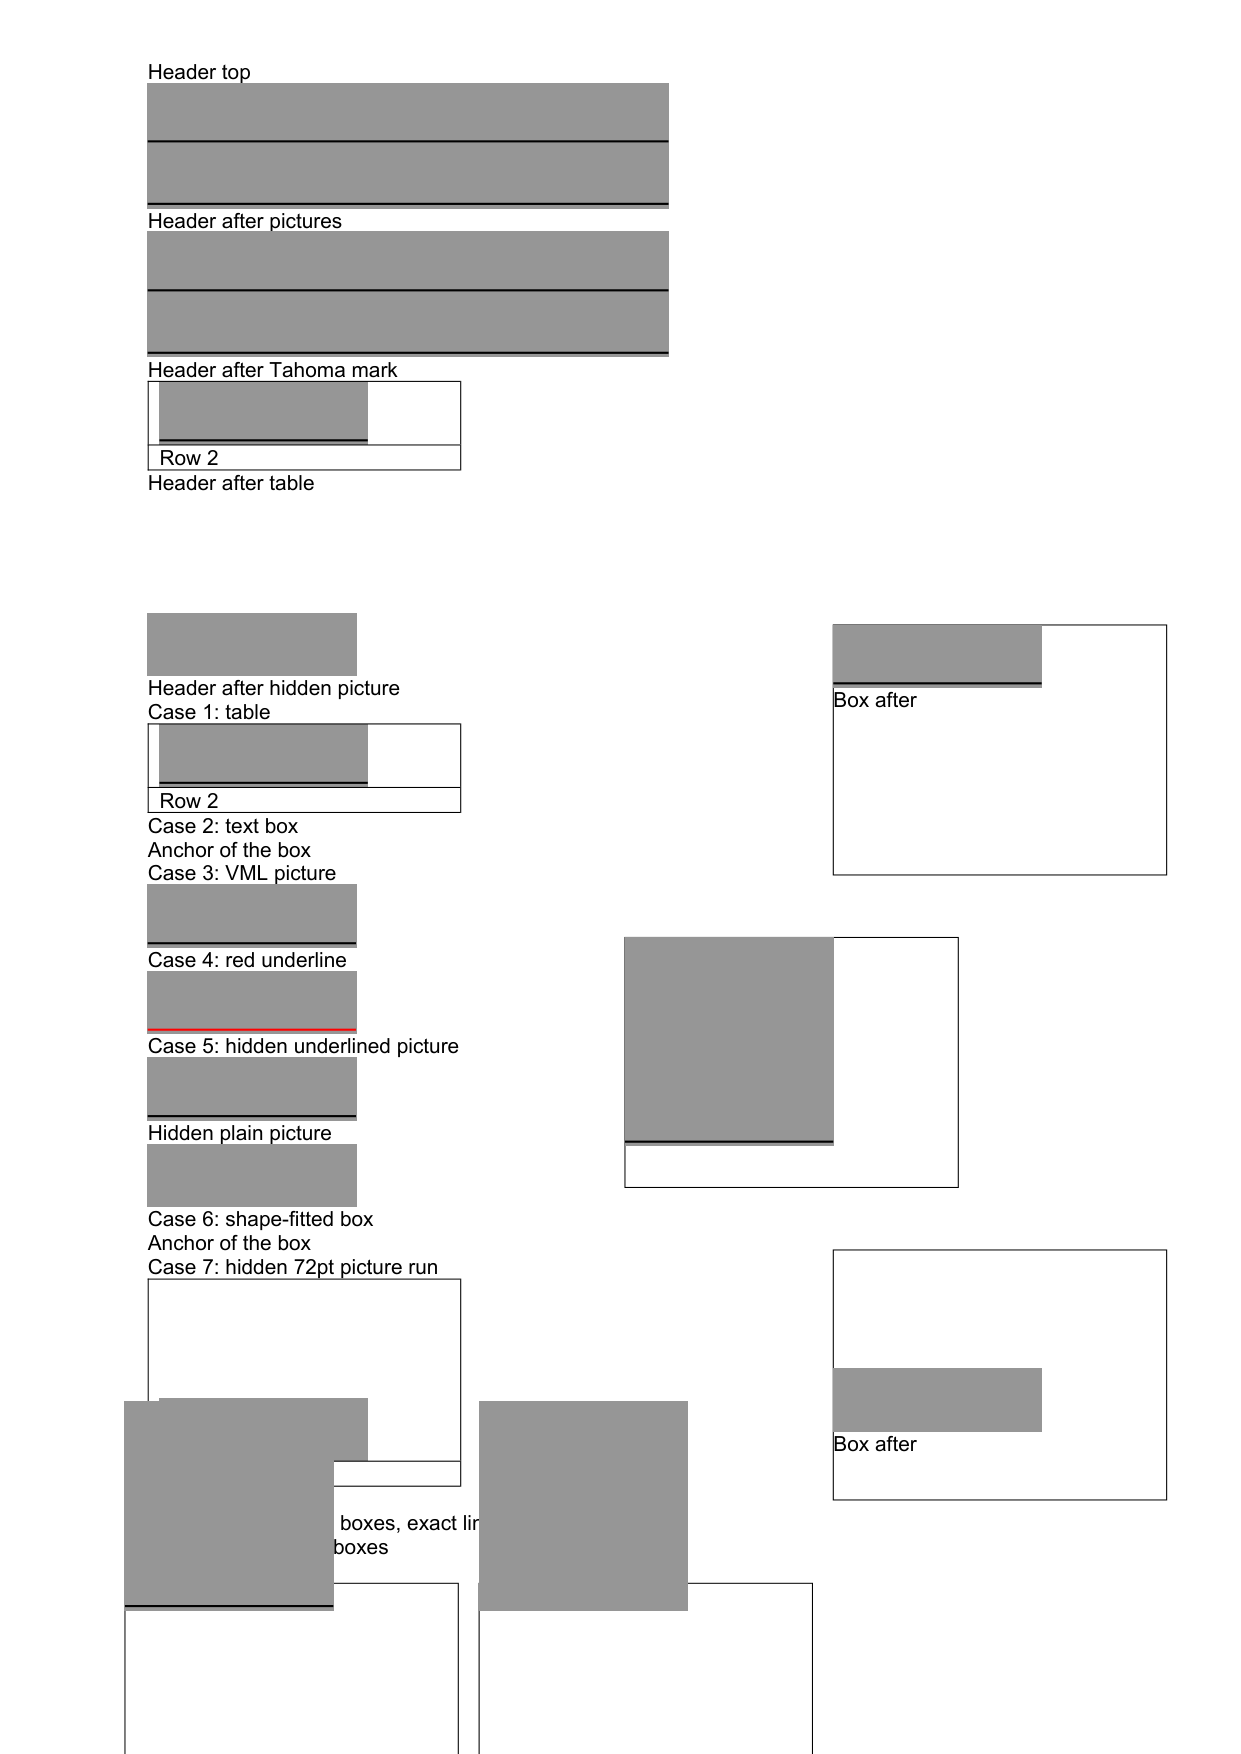 Header top
Header after pictures
Header after Tahoma mark
Row 2
Header after table
Header after hidden picture
Case 1: table
Row 2
Case 2: text box
Anchor of the box
Case 3: VML picture
Case 4: red underline
Case 5: hidden underlined picture
Hidden plain picture
Case 6: shape-fitted box
Anchor of the box
Case 7: hidden 72pt picture run
boxes, exact
boxes
Box after
Box after